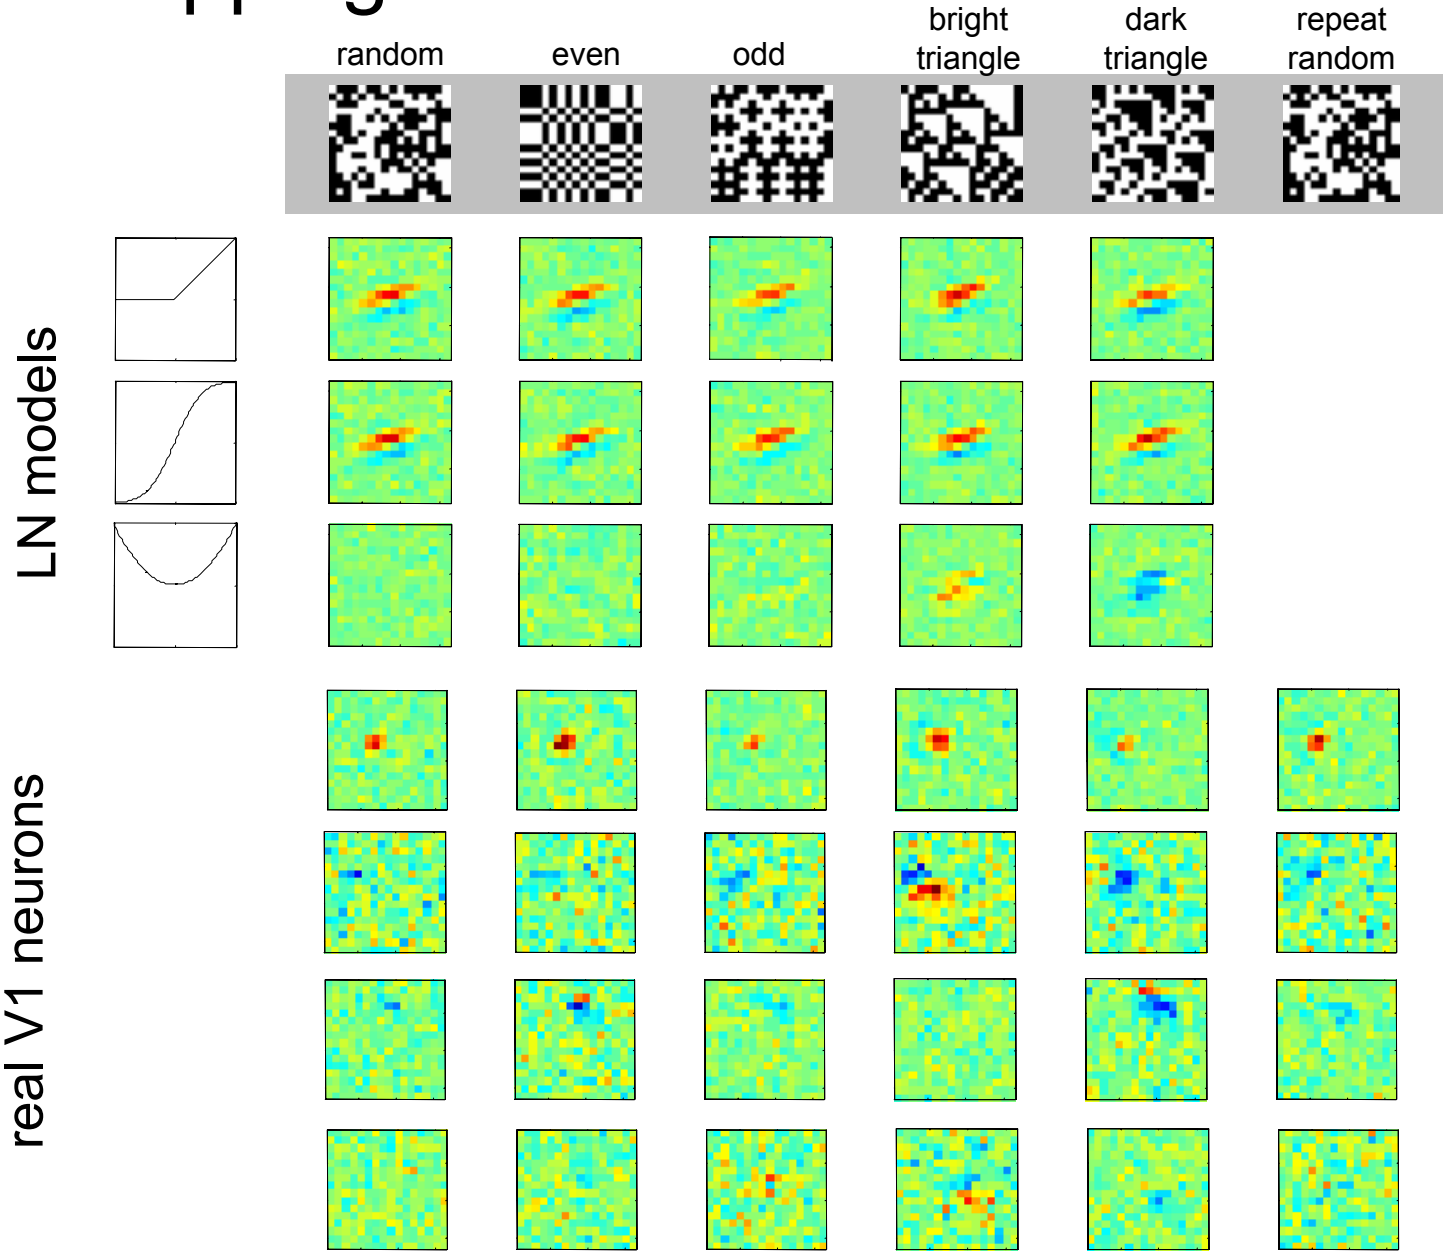 random
even
odd
bright
triangle
dark
triangle
repeat
random
LN models
real V1 neurons